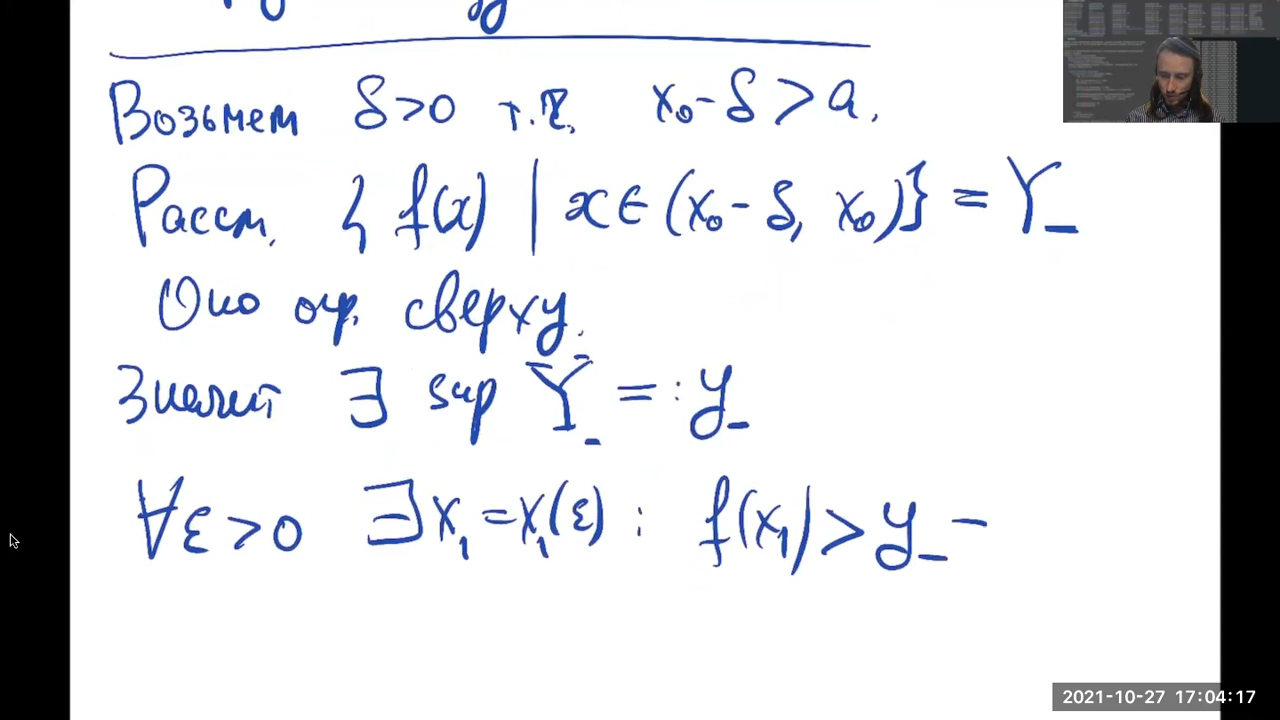 Возьмем δ>0 т.ч. x₀-δ>a.
Рассм. { f(x) | x∈(x₀-δ, x₀)} = Y₋
Оно огр. сверху.
Значит ∃ sup Y₋ =: y₋
∀ε>0 ∃x₁=x₁(ε) : f(x₁)>y₋ -
2021-10-27 17:04:17